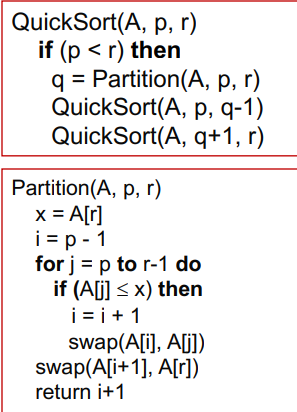 QuickSort(A, p, r)
if (p < r) then
q = Partition(A, p, r)
QuickSort(A, p, q-1)
QuickSort(A, q+1, r)
Partition(A, p, r)
x = A[r]
i = p - 1
for j = p to r-1 do
if (A[j] ≤ x) then
i = i + 1
swap(A[i], A[j])
swap(A[i+1], A[r])
return i+1